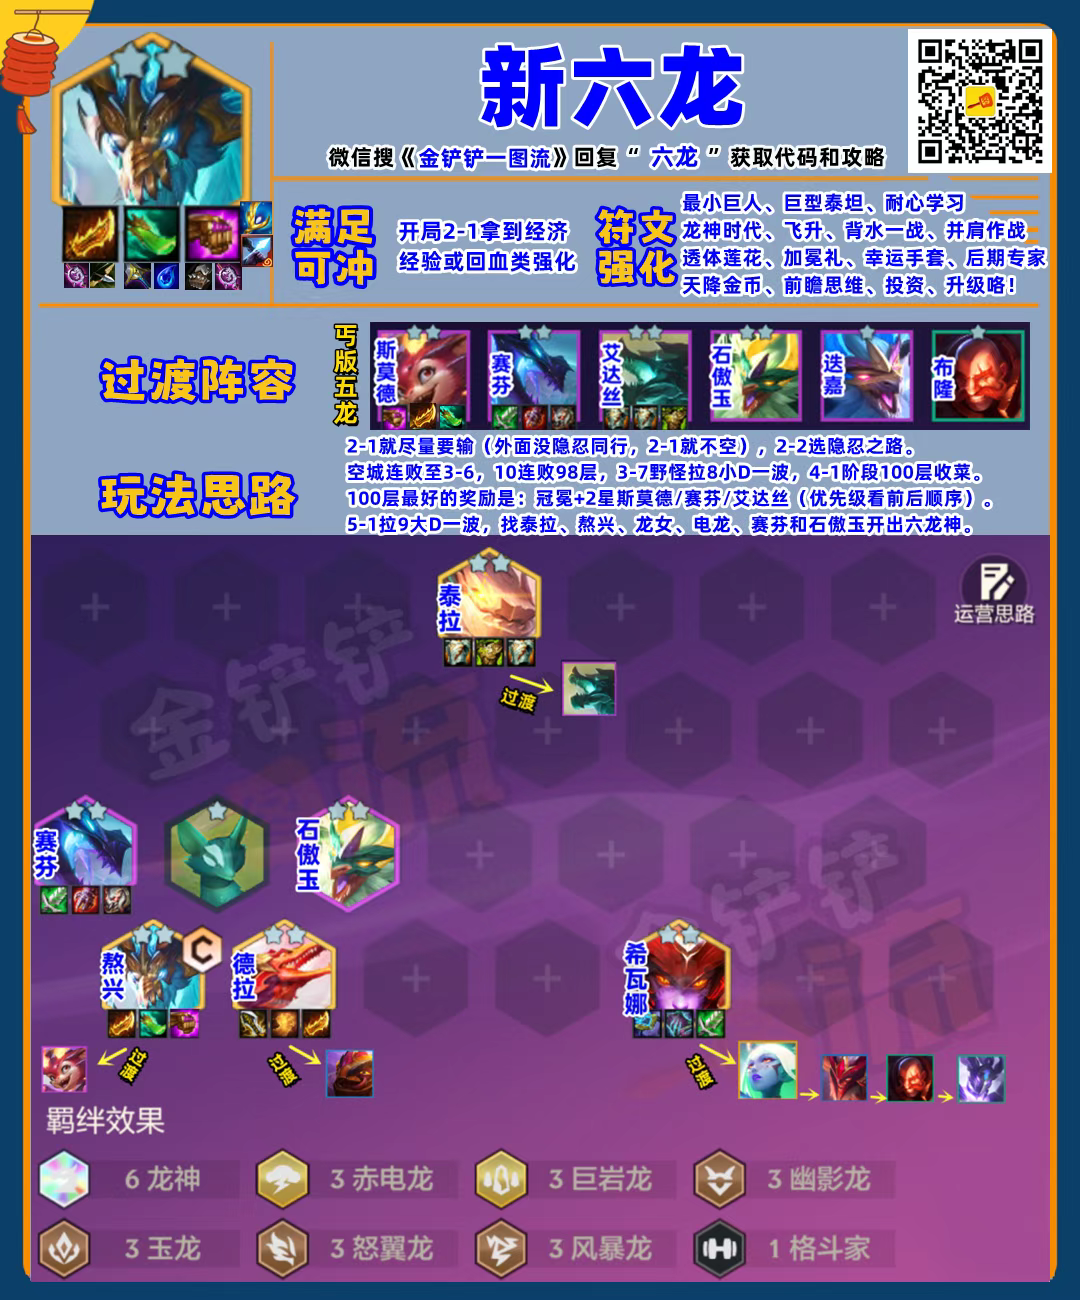 新六龙
微信搜《金铲铲一图流》回复“六龙”获取代码和攻略
满足
可冲
开局2-1拿到经济
经验或回血类强化
符文
强化
最小巨人、巨型泰坦、耐心学习
龙神时代、飞升、背水一战、并肩作战
透体莲花、加冕礼、幸运手套、后期专家
天降金币、前瞻思维、投资、升级咯！
过渡阵容
丐版五龙
斯莫德
赛芬
艾达丝
石傲玉
迭嘉
布隆
玩法思路
2-1就尽量要输（外面没隐忍同行，2-1就不空），2-2选隐忍之路。
空城连败至3-6，10连败98层，3-7野怪拉8小D一波，4-1阶段100层收菜。
100层最好的奖励是：冠冕+2星斯莫德/赛芬/艾达丝（优先级看前后顺序）。
5-1拉9大D一波，找泰拉、熬兴、龙女、电龙、赛芬和石傲玉开出六龙神。
泰拉
运营思路
过渡
金铲铲
流
赛芬
石傲玉
金铲铲
流
熬兴
C
德拉
希瓦娜
过渡
过渡
过渡
羁绊效果
6 龙神
3 赤电龙
3 巨岩龙
3 幽影龙
3 玉龙
3 怒翼龙
3 风暴龙
1 格斗家